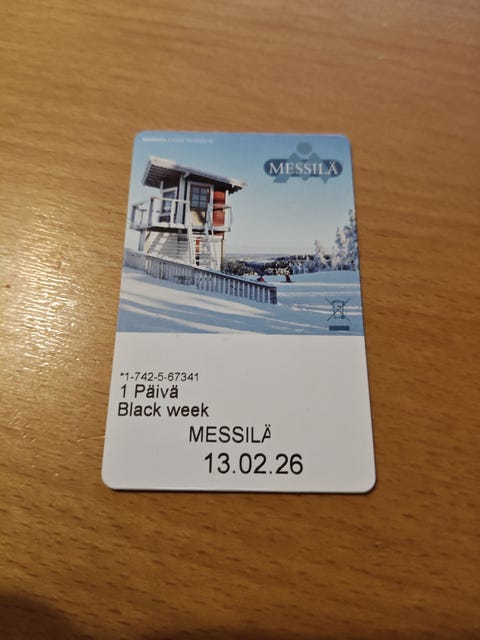 MESSILÄ
*1-742-5-67341
1 Päivä
Black week
MESSILÄ
13.02.26